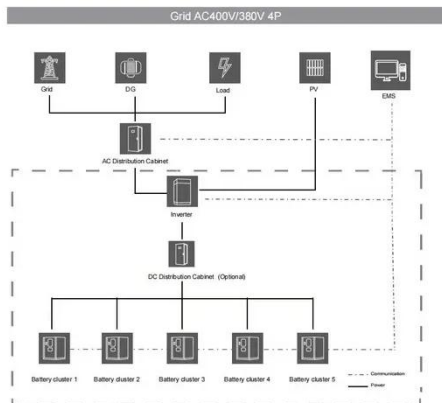 Grid AC400V/380V 4P
Grid
DG
Load
PV
EMS
AC Distribution Cabinet
Inverter
DC Distribution Cabinet (Optional)
Battery cluster 1
Battery cluster 2
Battery cluster 3
Battery cluster 4
Battery cluster 5
Communication
Power